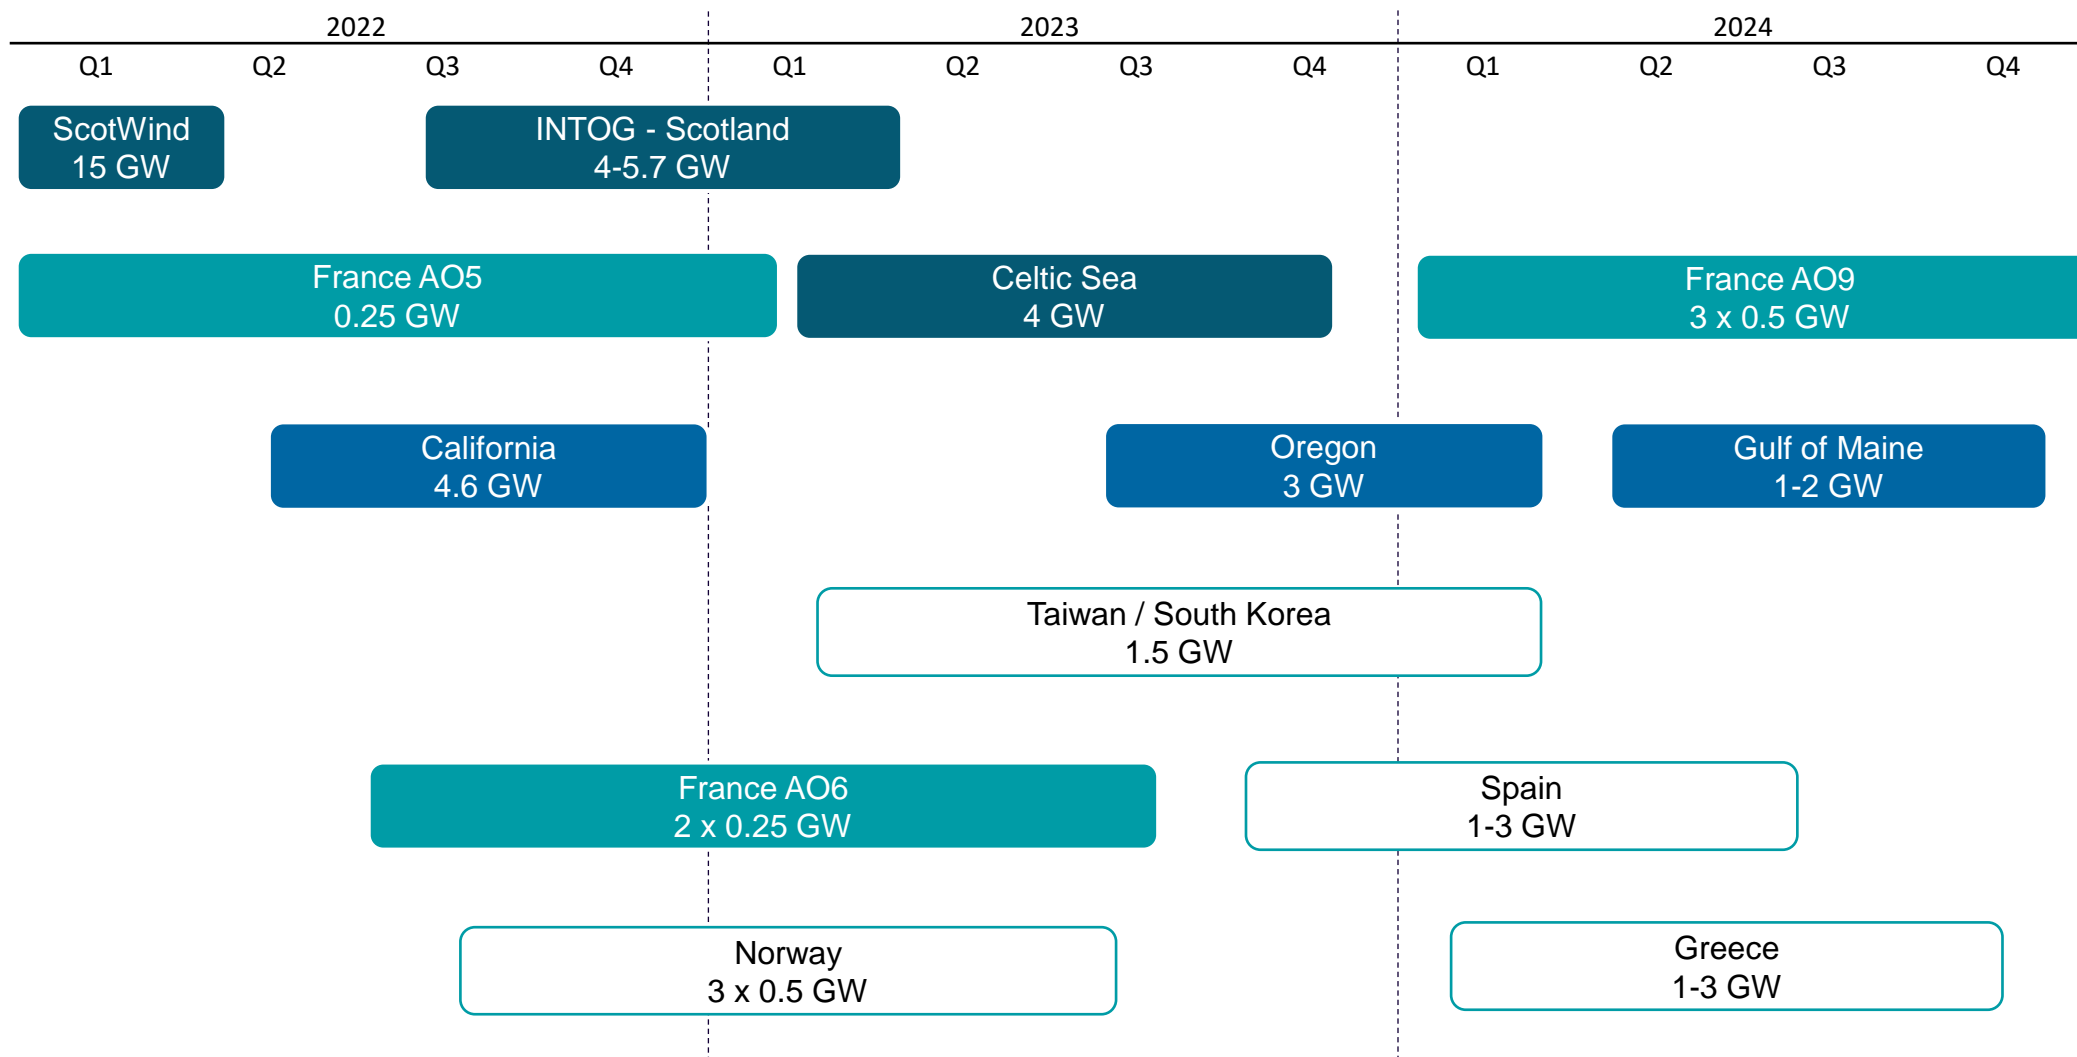 2022
2023
2024
Q1
Q2
Q3
Q4
Q1
Q2
Q3
Q4
Q1
Q2
Q3
Q4
ScotWind
15 GW
INTOG - Scotland
4-5.7 GW
France AO5
0.25 GW
Celtic Sea
4 GW
France AO9
3 x 0.5 GW
California
4.6 GW
Oregon
3 GW
Gulf of Maine
1-2 GW
Taiwan / South Korea
1.5 GW
France AO6
2 x 0.25 GW
Spain
1-3 GW
Norway
3 x 0.5 GW
Greece
1-3 GW